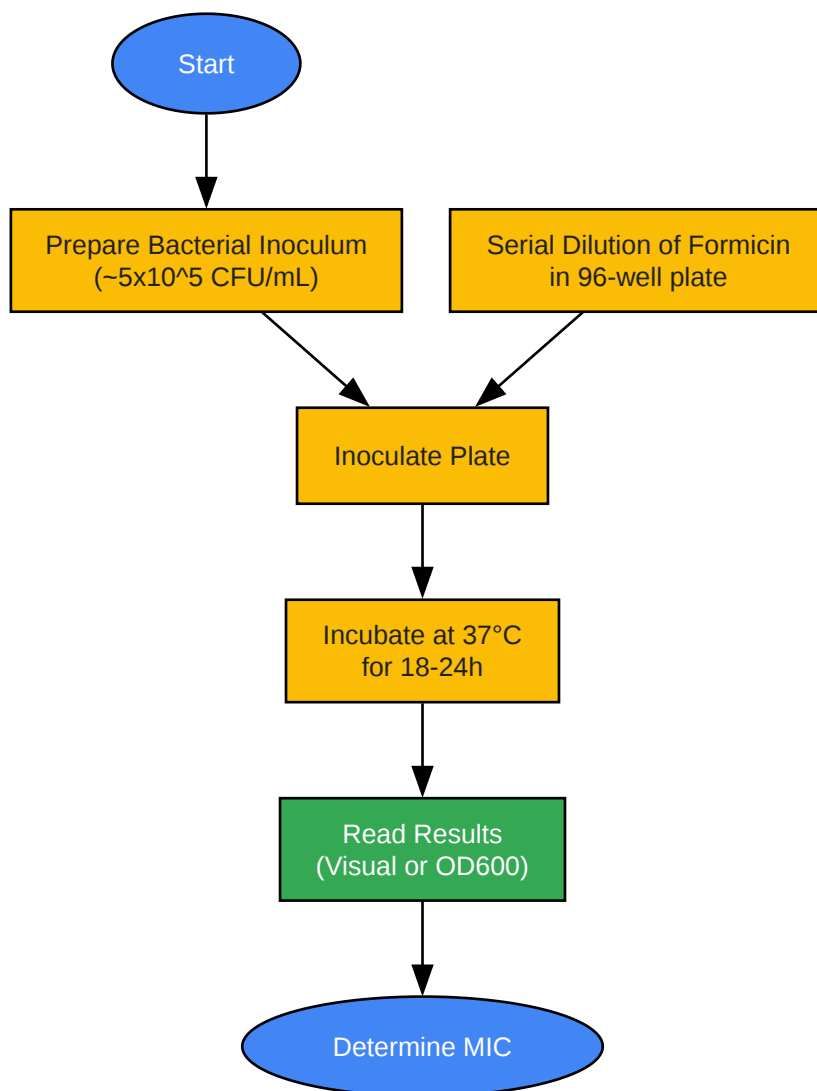 Start
Prepare Bacterial Inoculum
(~5x10^5 CFU/mL)
Serial Dilution of Formicin
in 96-well plate
Inoculate Plate
Incubate at 37°C
for 18-24h
Read Results
(Visual or OD600)
Determine MIC